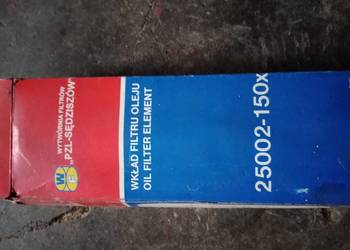 WYTWÓRNIA FILTRÓW
„PZL-SĘDZISZÓW”
WKŁAD FILTRU OLEJU
OIL FILTER ELEMENT
25002-150x